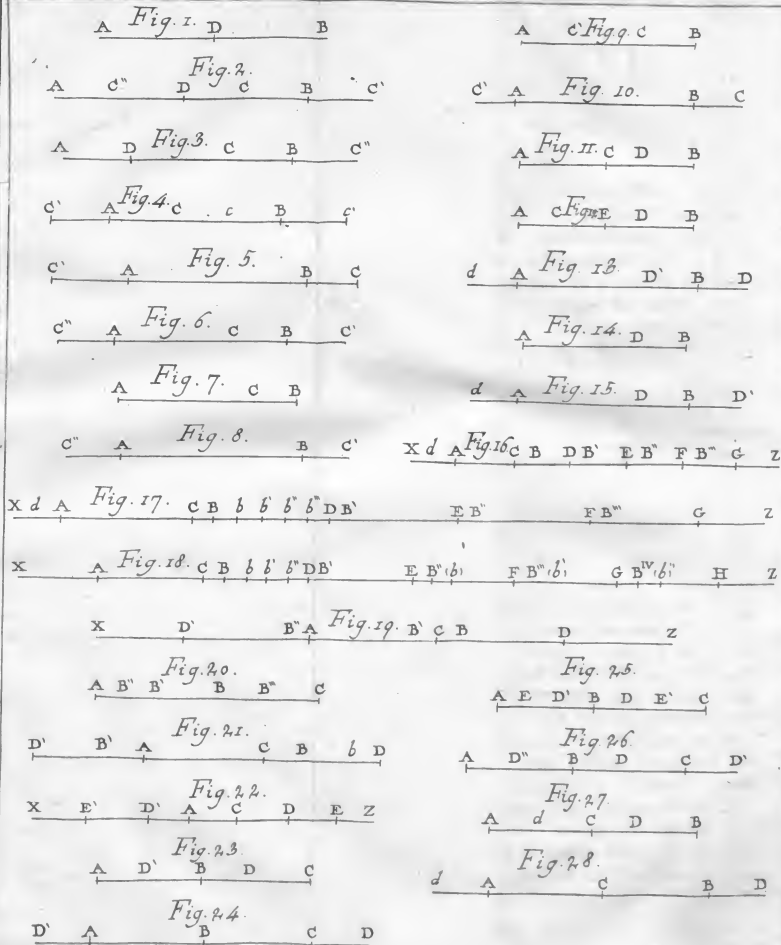 A Fig. 1. D B
A C" D Fig. 2. C B C'
A D Fig. 3. C B C"
C' A Fig. 4. C c B c'
C' A Fig. 5. B C
C" A Fig. 6. C B C'
A Fig. 7. C B
C" A Fig. 8. B C'
A C' Fig. 9. C B
C' A Fig. 10. B C
A Fig. 11. C D B
A C Fig. 12. E D B
d A Fig. 13. D' B D
A Fig. 14. D B
d A Fig. 15. D B D'
X d A Fig. 16. C B D B' E B" F B''' G Z
X d A Fig. 17. C B b b' b" b''' D B' E B" F B''' G Z
X A Fig. 18. C B b b' b" D B' E B" (b) F B''' (b') G B^IV (b") H Z
X D' B" A Fig. 19. B' C B D Z
Fig. 20.
A B" B' B B''' C
Fig. 21.
D' B' A C B b D
Fig. 22.
X E' D' A C D E Z
Fig. 23.
A D' B D C
Fig. 24.
D' A B C D
Fig. 25.
A E D' B D E' C
Fig. 26
A D" B D C D'
Fig. 27.
A d C D B
Fig. 28.
d A C B D